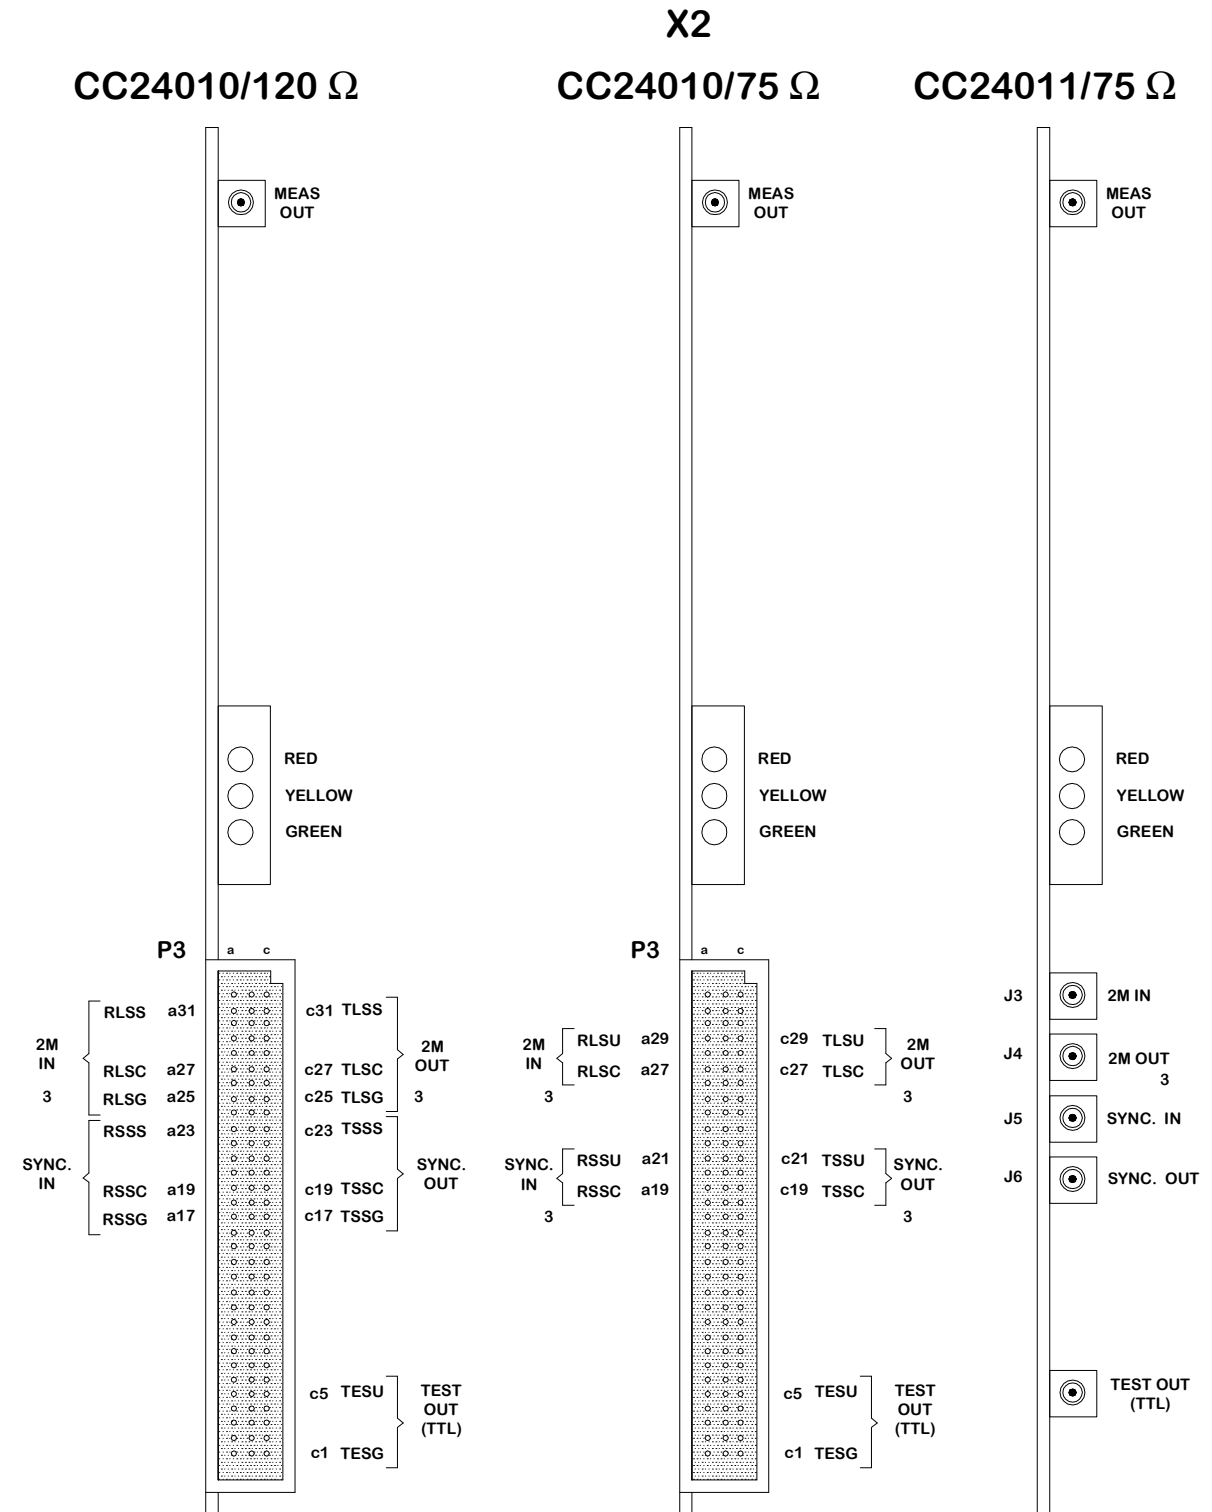 X2
CC24010/120 Ω
CC24010/75 Ω
CC24011/75 Ω
MEAS
OUT
MEAS
OUT
MEAS
OUT
RED
YELLOW
GREEN
RED
YELLOW
GREEN
RED
YELLOW
GREEN
P3
a c
2M
IN
3
RLSS a31
RLSC a27
RLSG a25
SYNC.
IN
RSSS a23
RSSC a19
RSSG a17
c31 TLSS
c27 TLSC
c25 TLSG
2M
OUT
3
c23 TSSS
c19 TSSC
c17 TSSG
SYNC.
OUT
c5 TESU
c1 TESG
TEST
OUT
(TTL)
P3
a c
2M
IN
3
RLSU a29
RLSC a27
SYNC.
IN
3
RSSU a21
RSSC a19
c29 TLSU
c27 TLSC
2M
OUT
3
c21 TSSU
c19 TSSC
SYNC.
OUT
3
c5 TESU
c1 TESG
TEST
OUT
(TTL)
J3 2M IN
J4 2M OUT
3
J5 SYNC. IN
J6 SYNC. OUT
TEST OUT
(TTL)